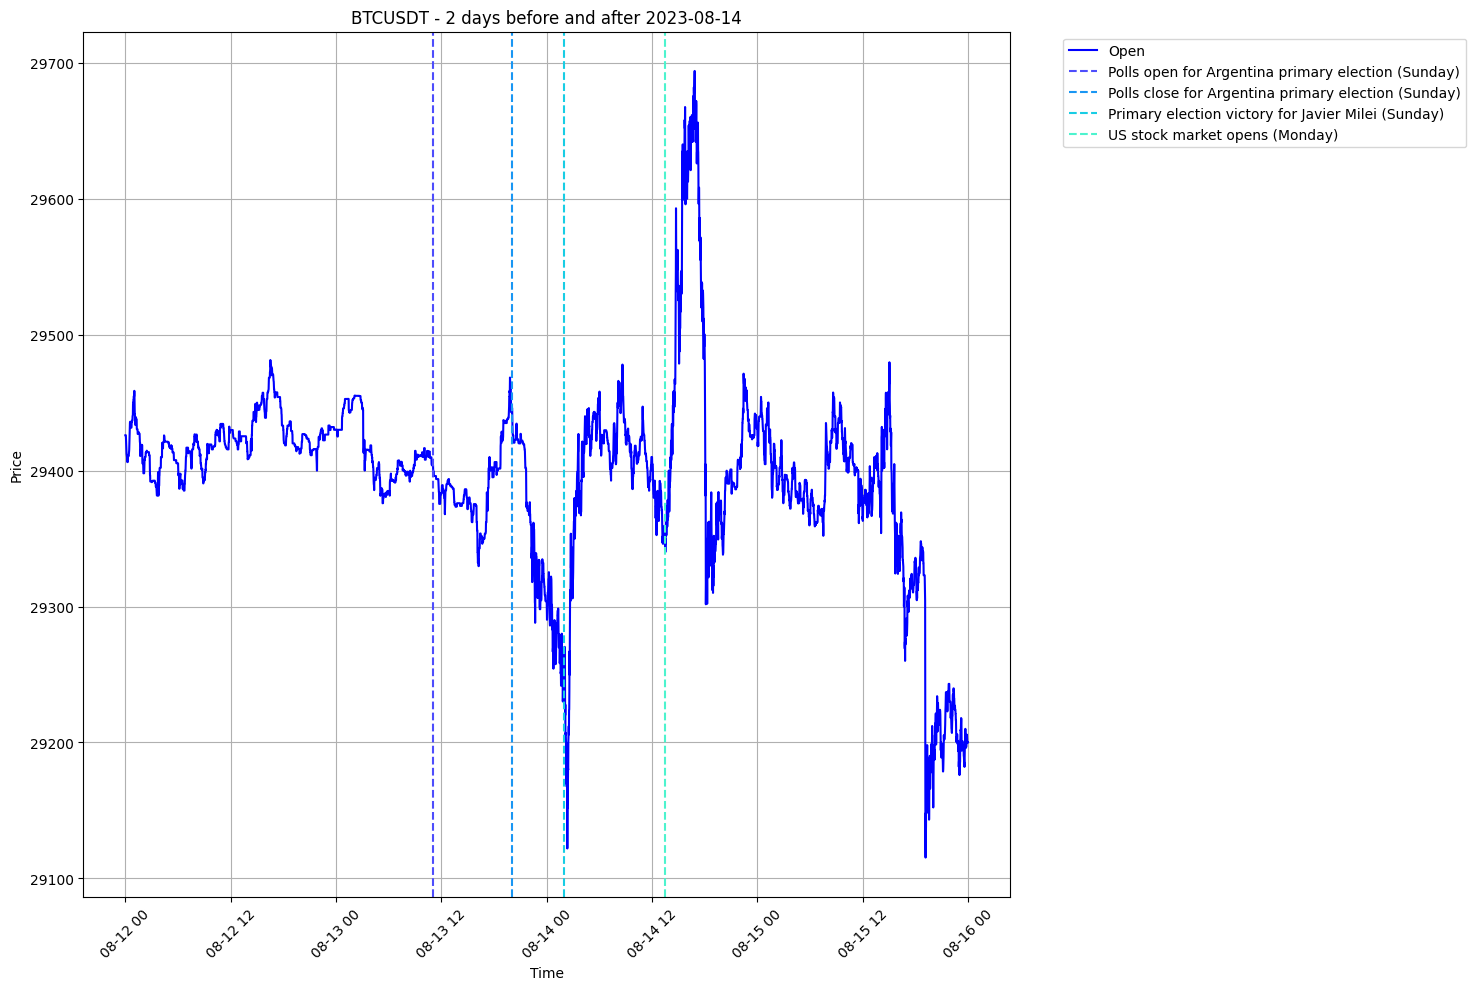 BTCUSDT - 2 days before and after 2023-08-14
Open
Polls open for Argentina primary election (Sunday)
Polls close for Argentina primary election (Sunday)
Primary election victory for Javier Milei (Sunday)
US stock market opens (Monday)
Price
29700
29600
29500
29400
29300
29200
29100
08-12 00
08-12 12
08-13 00
08-13 12
08-14 00
08-14 12
08-15 00
08-15 12
08-16 00
Time